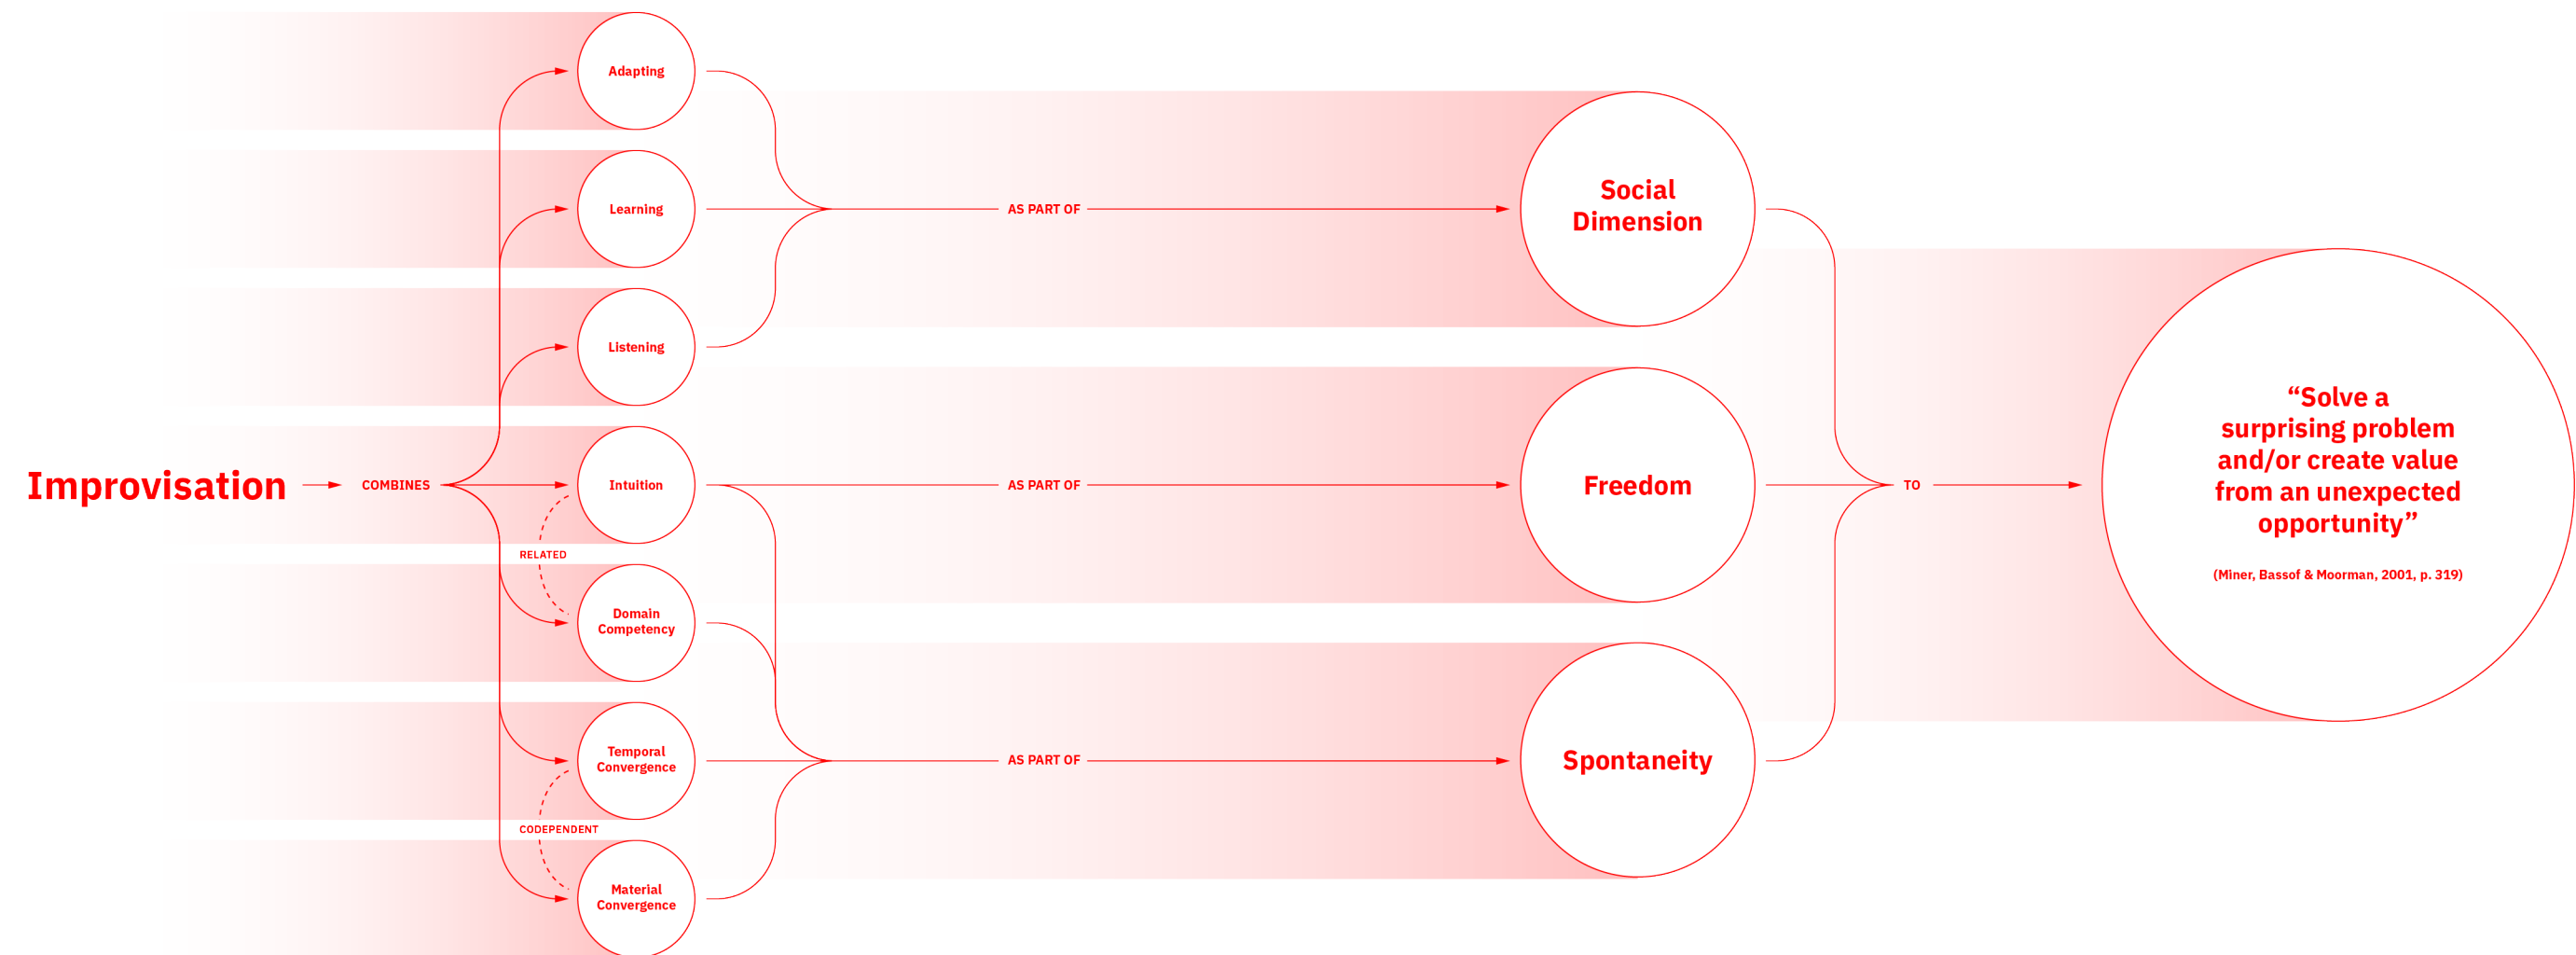 Improvisation
COMBINES
Adapting
Learning
Listening
Intuition
RELATED
Domain
Competency
Temporal
Convergence
CODEPENDENT
Material
Convergence
AS PART OF
AS PART OF
AS PART OF
Social
Dimension
Freedom
Spontaneity
TO
“Solve a
surprising problem
and/or create value
from an unexpected
opportunity”
(Miner, Bassof & Moorman, 2001, p. 319)